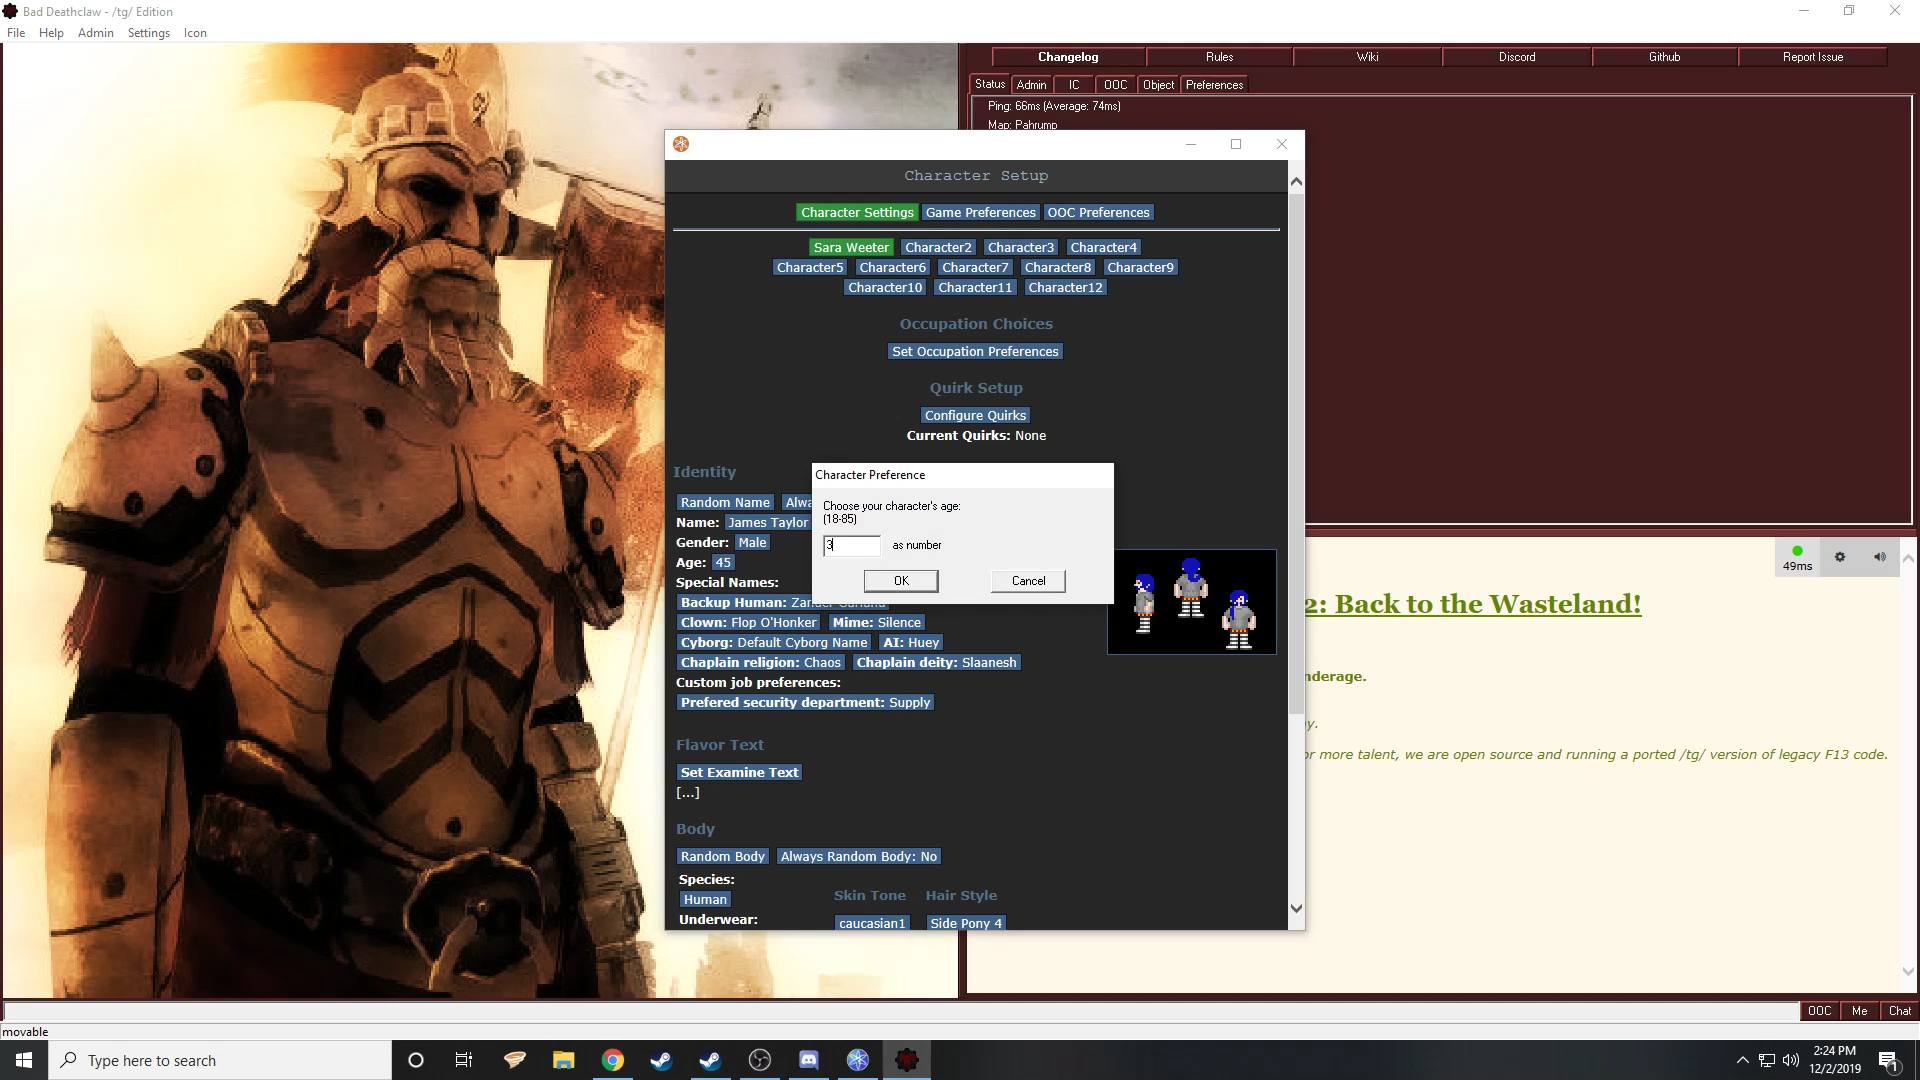 Bad Deathclaw - /tg/ Edition
File Help Admin Settings Icon
Changelog Rules Wiki Discord Github Report Issue
Status Admin IC OOC Object Preferences
Ping: 66ms (Average: 74ms)
Map: Pahrump
Character Setup
Character Settings Game Preferences OOC Preferences
Sara Weeter Character2 Character3 Character4
Character5 Character6 Character7 Character8 Character9
Character10 Character11 Character12
Occupation Choices
Set Occupation Preferences
Quirk Setup
Configure Quirks
Current Quirks: None
Identity
Random Name Alwa
Name: James Taylor
Gender: Male
Age: 45
Special Names:
Backup Human: Zander Garland
Clown: Flop O'Honker Mime: Silence
Cyborg: Default Cyborg Name AI: Huey
Chaplain religion: Chaos Chaplain deity: Slaanesh
Custom job preferences:
Prefered security department: Supply
Flavor Text
Set Examine Text
[...]
Body
Random Body Always Random Body: No
Species:
Human
Underwear:
Skin Tone Hair Style
caucasian1 Side Pony 4
Character Preference
Choose your character's age:
(18-85)
3 as number
OK Cancel
49ms
2: Back to the Wasteland!
nderage.
y.
or more talent, we are open source and running a ported /tg/ version of legacy F13 code.
OOC Me Chat
movable
Type here to search
2:24 PM
12/2/2019
1